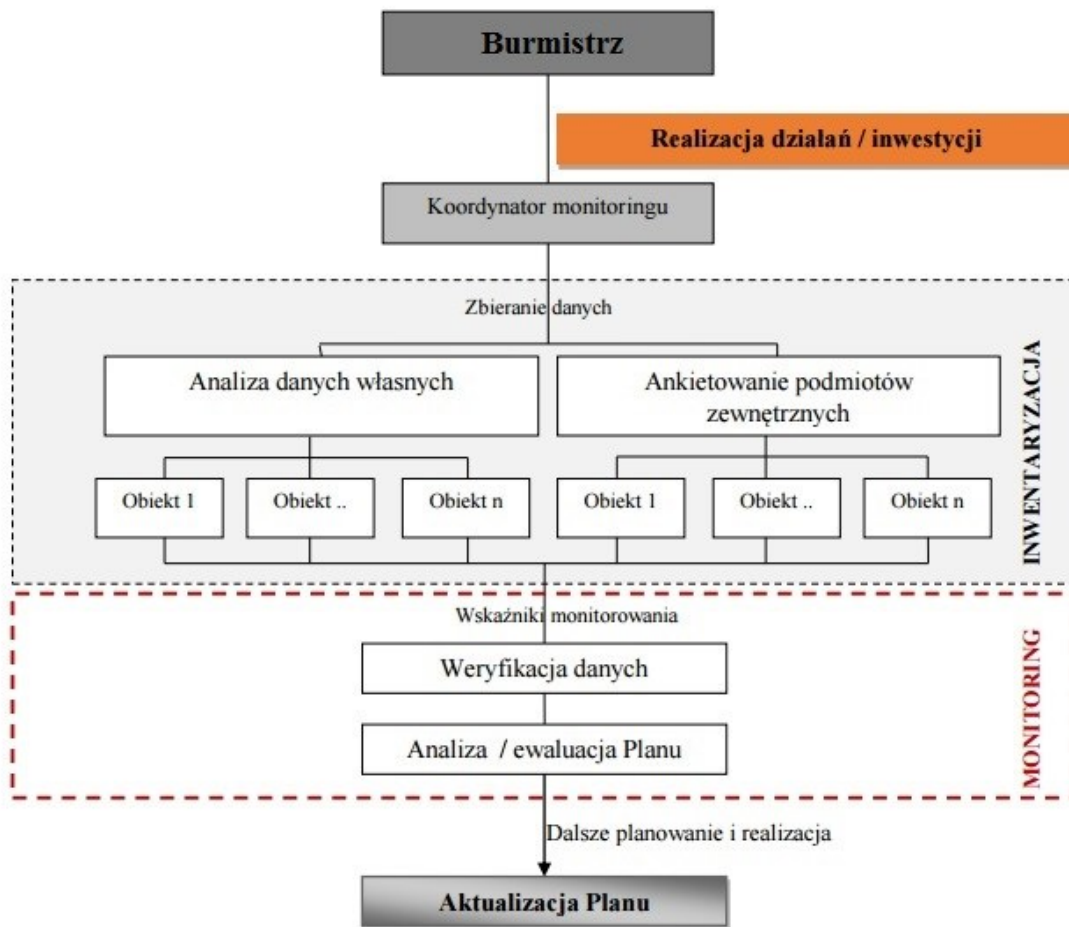 Burmistrz
Realizacja działań / inwestycji
Koordynator monitoringu
Zbieranie danych
Analiza danych własnych
Ankietowanie podmiotów
zewnętrznych
Obiekt 1
Obiekt ..
Obiekt n
Obiekt 1
Obiekt ..
Obiekt n
INWENTARYZACJA
Wskaźniki monitorowania
Weryfikacja danych
Analiza / ewaluacja Planu
MONITORING
Dalsze planowanie i realizacja
Aktualizacja Planu